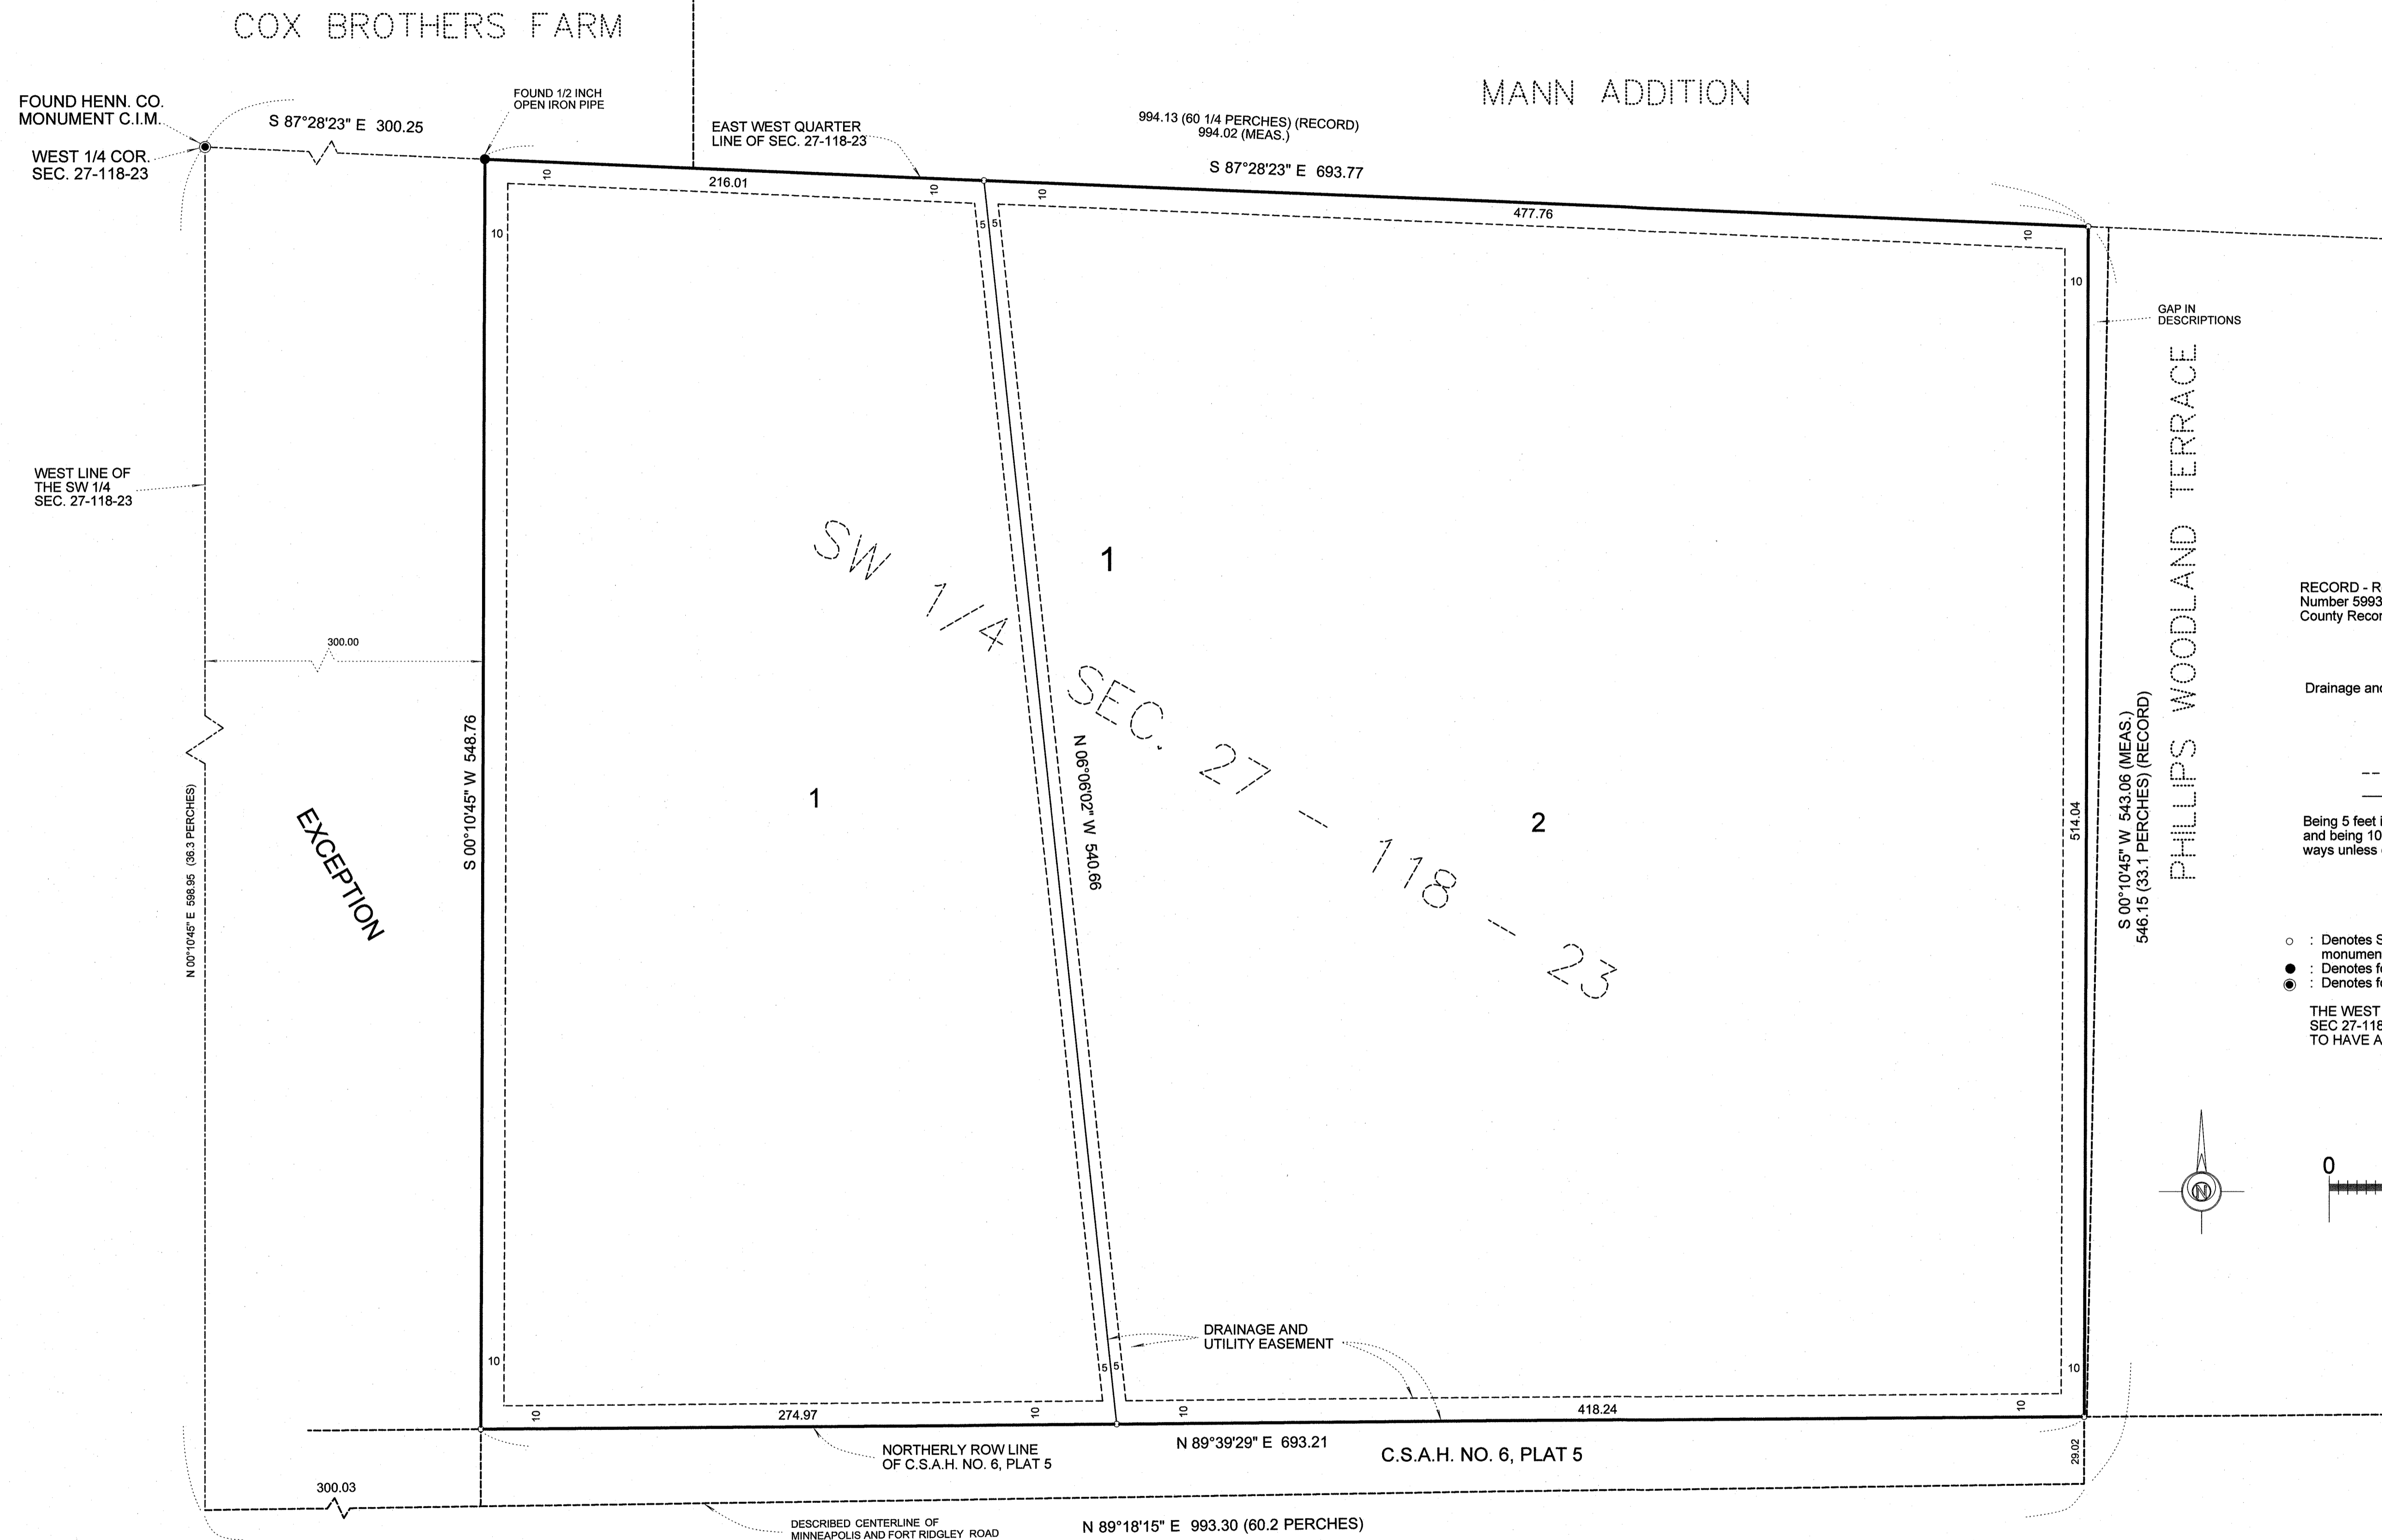 COX BROTHERS FARM
MANN ADDITION
FOUND HENN. CO.
MONUMENT C.I.M.
WEST 1/4 COR.
SEC. 27-118-23
S 87°28'23" E 300.25
FOUND 1/2 INCH
OPEN IRON PIPE
EAST WEST QUARTER
LINE OF SEC. 27-118-23
994.13 (60 1/4 PERCHES) (RECORD)
994.02 (MEAS.)
S 87°28'23" E 693.77
10
216.01
10
10
477.76
10
10
5 5
10
GAP IN
DESCRIPTIONS
WEST LINE OF
THE SW 1/4
SEC. 27-118-23
300.00
SW 1/4 SEC. 27 - 118 - 23
1
1
2
N 00°10'45" E 598.95 (36.3 PERCHES)
EXCEPTION
S 00°10'45" W 548.76
N 06°06'02" W 540.66
514.04
S 00°10'45" W 543.06 (MEAS.)
546.15 (33.1 PERCHES) (RECORD)
PHILLIPS WOODLAND TERRACE
RECORD - R
Number 5993
County Recor
Drainage and
Being 5 feet i
and being 10
ways unless
: Denotes S
monumen
: Denotes fo
: Denotes fo
THE WEST
SEC 27-118
TO HAVE A
N
0
DRAINAGE AND
UTILITY EASEMENT
10
5 5
10
10
274.97
10
10
418.24
10
NORTHERLY ROW LINE
OF C.S.A.H. NO. 6, PLAT 5
N 89°39'29" E 693.21
C.S.A.H. NO. 6, PLAT 5
29.02
300.03
DESCRIBED CENTERLINE OF
MINNEAPOLIS AND FORT RIDGLEY ROAD
N 89°18'15" E 993.30 (60.2 PERCHES)